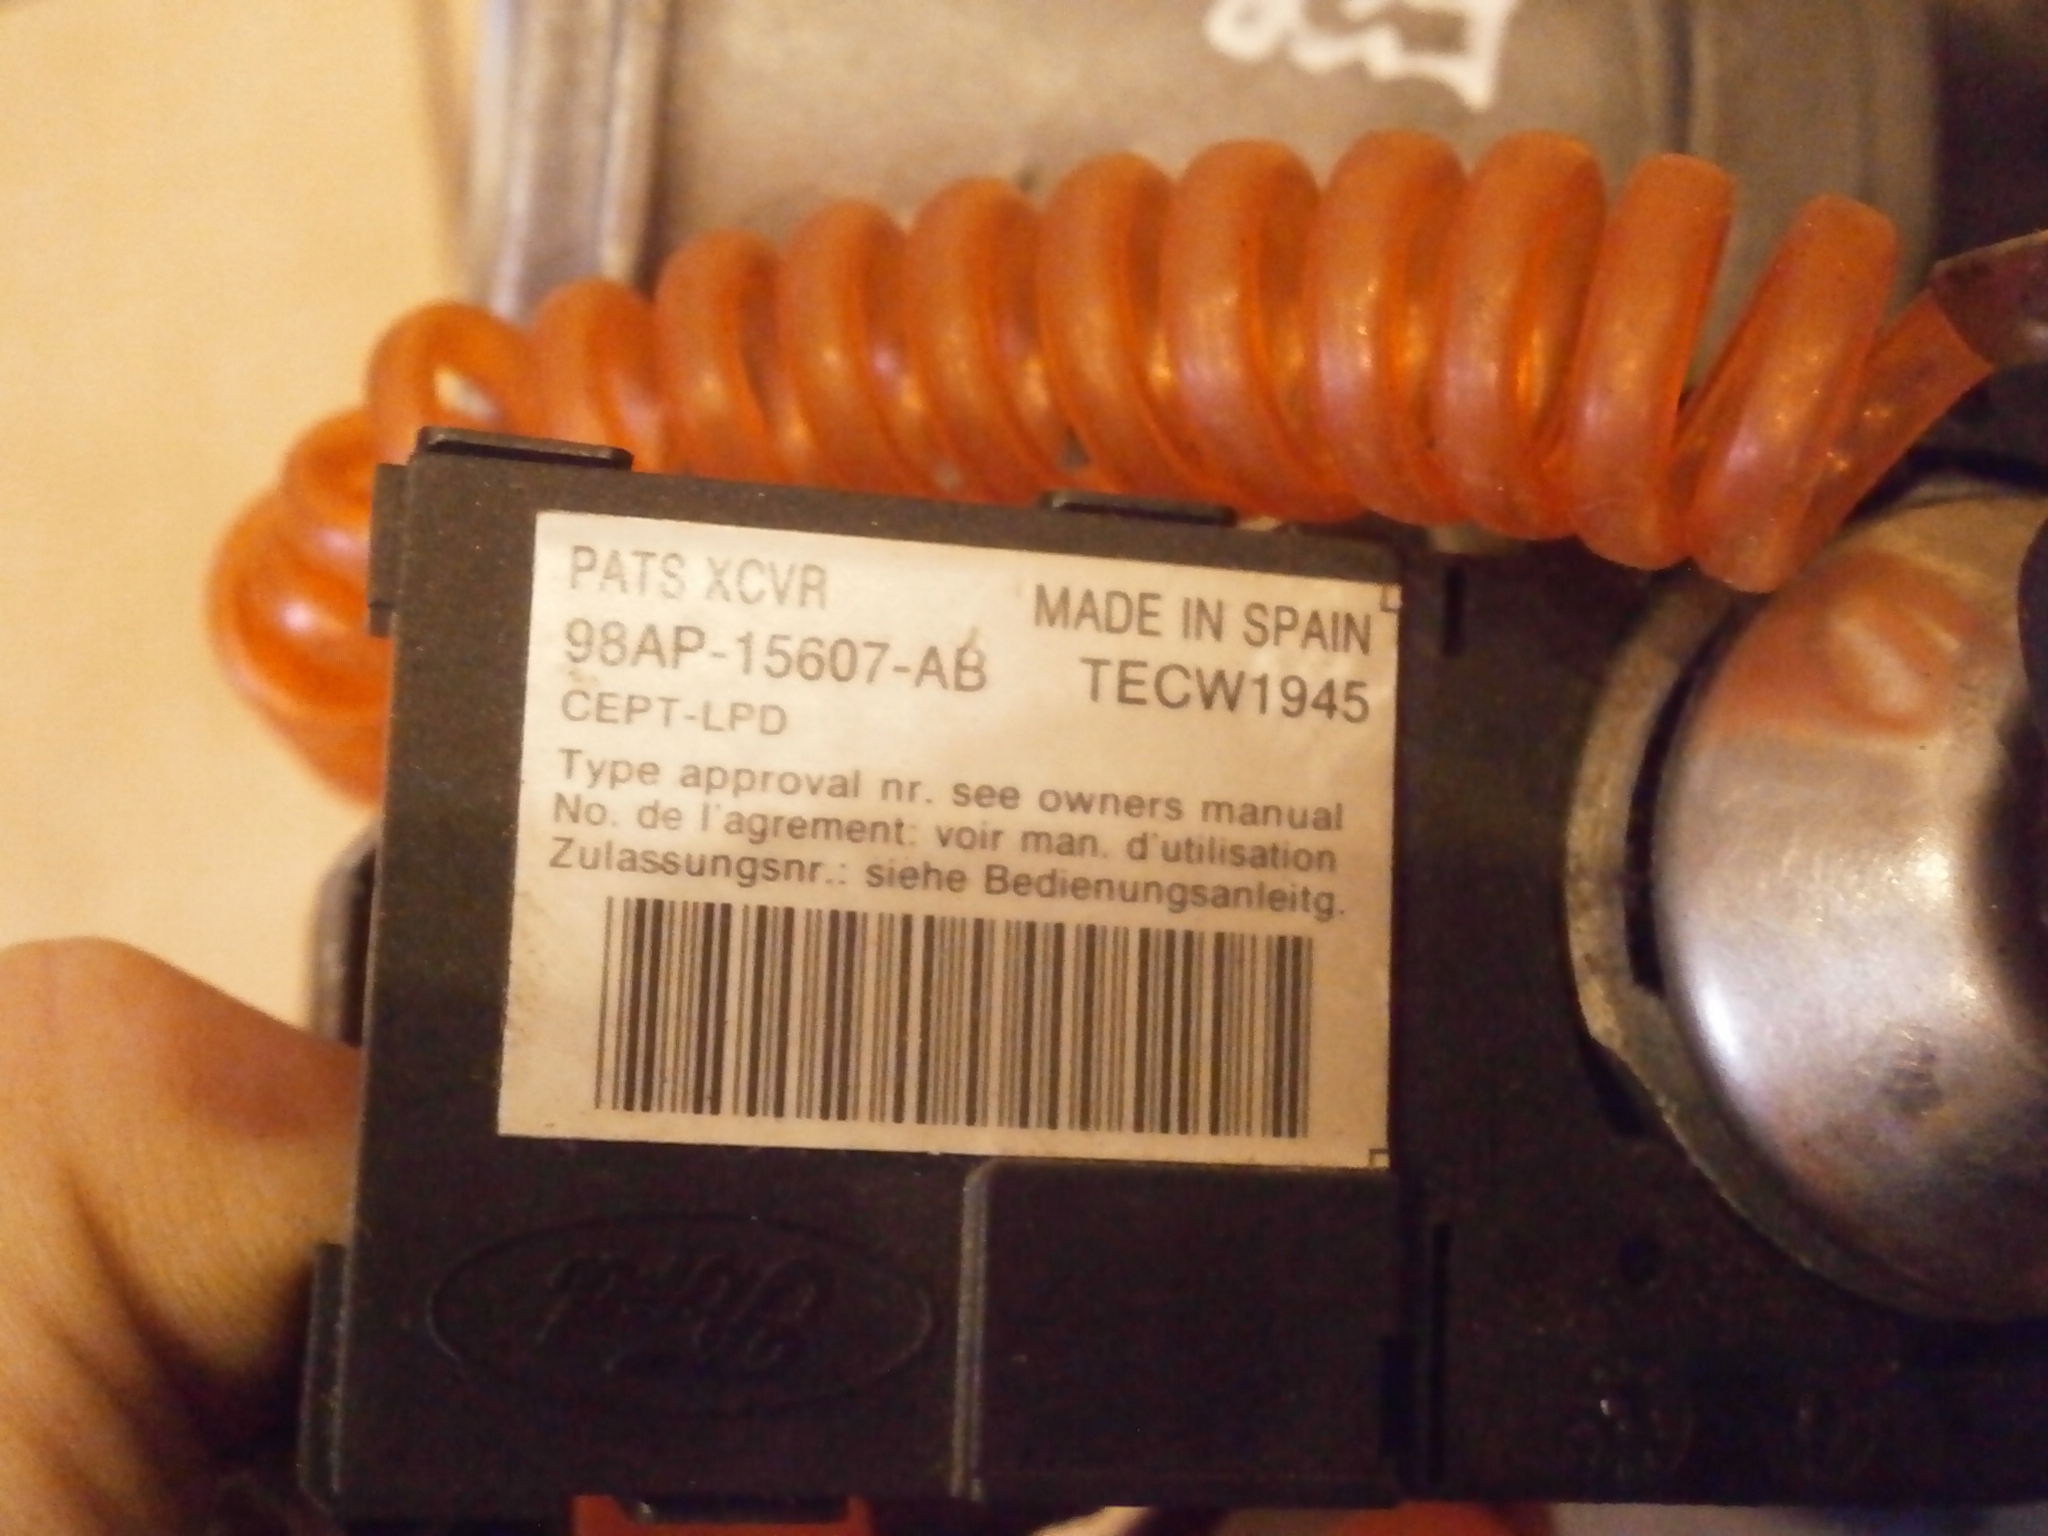 PATS XCVR
MADE IN SPAIN
98AP-15607-AB
TECW1945
CEPT-LPD
Type approval nr. see owners manual
No. de l'agrement: voir man. d'utilisation
Zulassungsnr.: siehe Bedienungsanleitg.
Ford